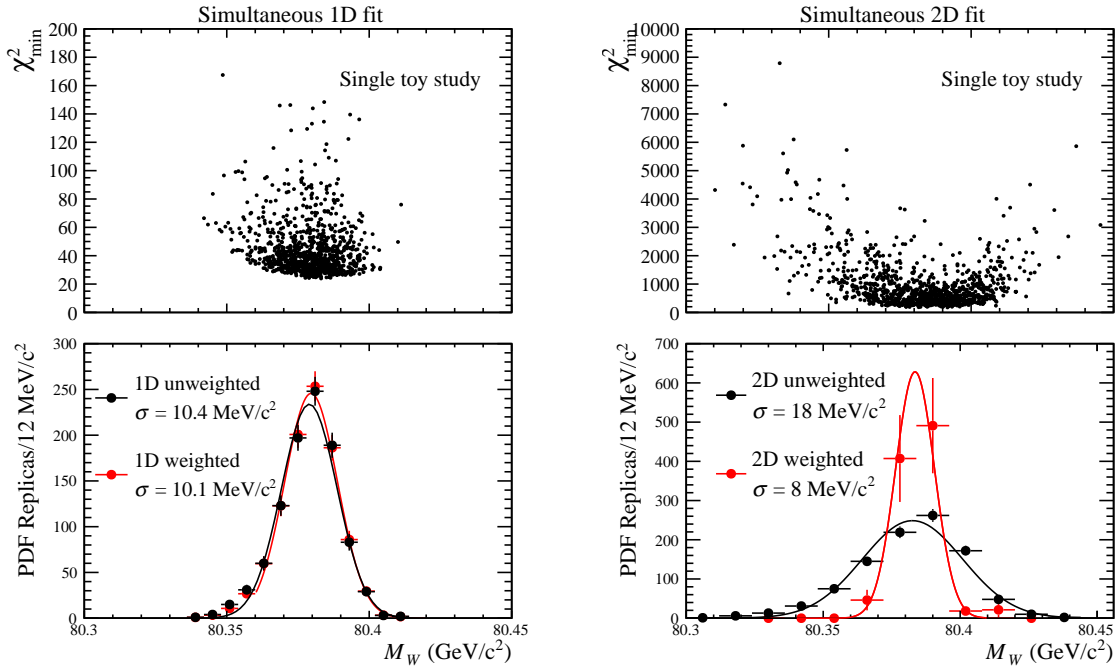 Simultaneous 1D fit
χ²min
200
180
160
140
120
100
80
60
40
20
0
Single toy study
Simultaneous 2D fit
χ²min
10000
9000
8000
7000
6000
5000
4000
3000
2000
1000
0
Single toy study
PDF Replicas/12 MeV/c²
300
250
200
150
100
50
0
1D unweighted
σ = 10.4 MeV/c²
1D weighted
σ = 10.1 MeV/c²
80.3
80.35
80.4
80.45
M_W (GeV/c²)
PDF Replicas/12 MeV/c²
700
600
500
400
300
200
100
0
2D unweighted
σ = 18 MeV/c²
2D weighted
σ = 8 MeV/c²
80.3
80.35
80.4
80.45
M_W (GeV/c²)